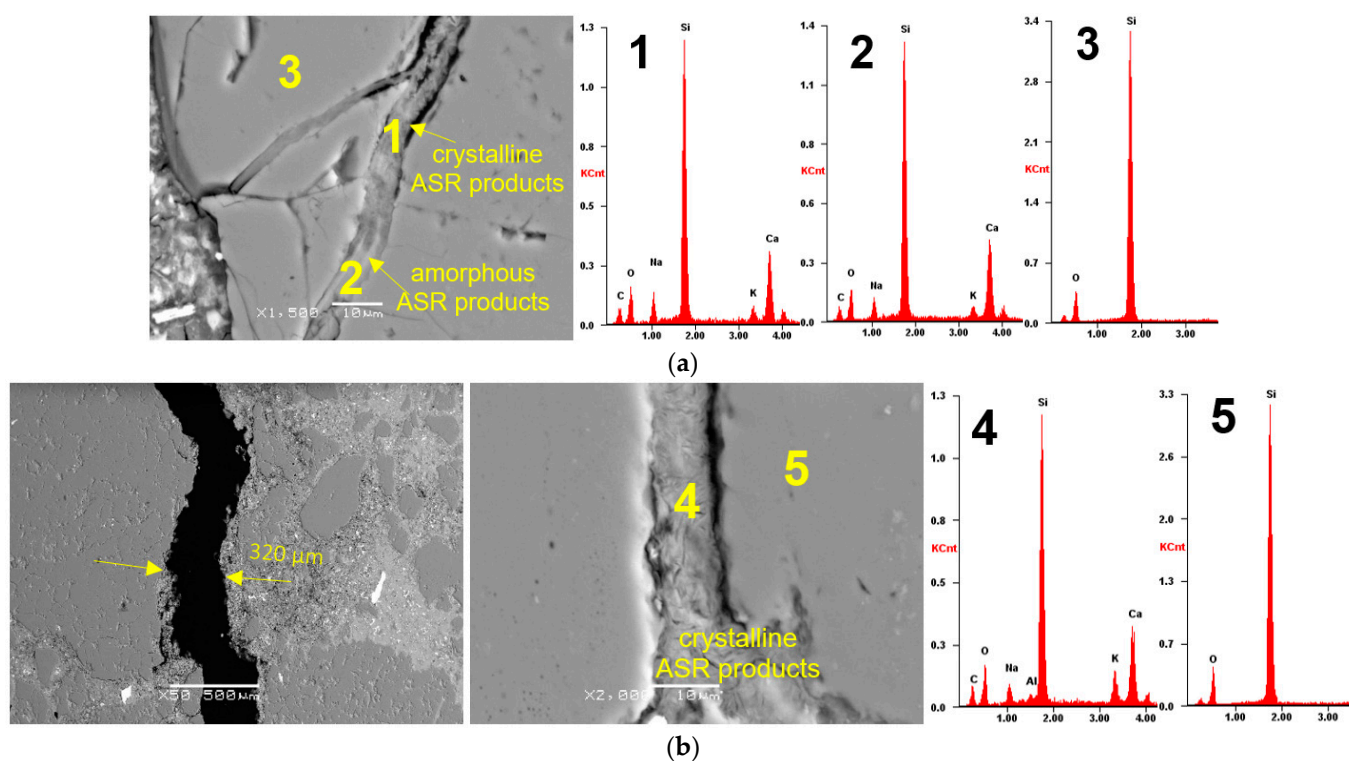 3
1
crystalline
ASR products
2
amorphous
ASR products
X1,500 10µm
1
1.3
1.0
0.8
KCnt
0.5
0.3
0.0
C
O
Na
Si
K
Ca
1.00 2.00 3.00 4.00
2
1.4
1.1
0.8
KCnt
0.6
0.3
0.0
C
O
Na
Si
K
Ca
1.00 2.00 3.00 4.00
3
3.4
2.7
2.1
KCnt
1.4
0.7
0.0
O
Si
1.00 2.00 3.00
(a)
320 µm
X50 500µm
4
5
crystalline
ASR products
X2,000 10µm
4
1.3
1.0
0.8
KCnt
0.5
0.3
0.0
C
O
Na
Al
Si
K
Ca
1.00 2.00 3.00 4.00
5
3.3
2.6
2.0
KCnt
1.3
0.7
0.0
O
Si
1.00 2.00 3.00
(b)